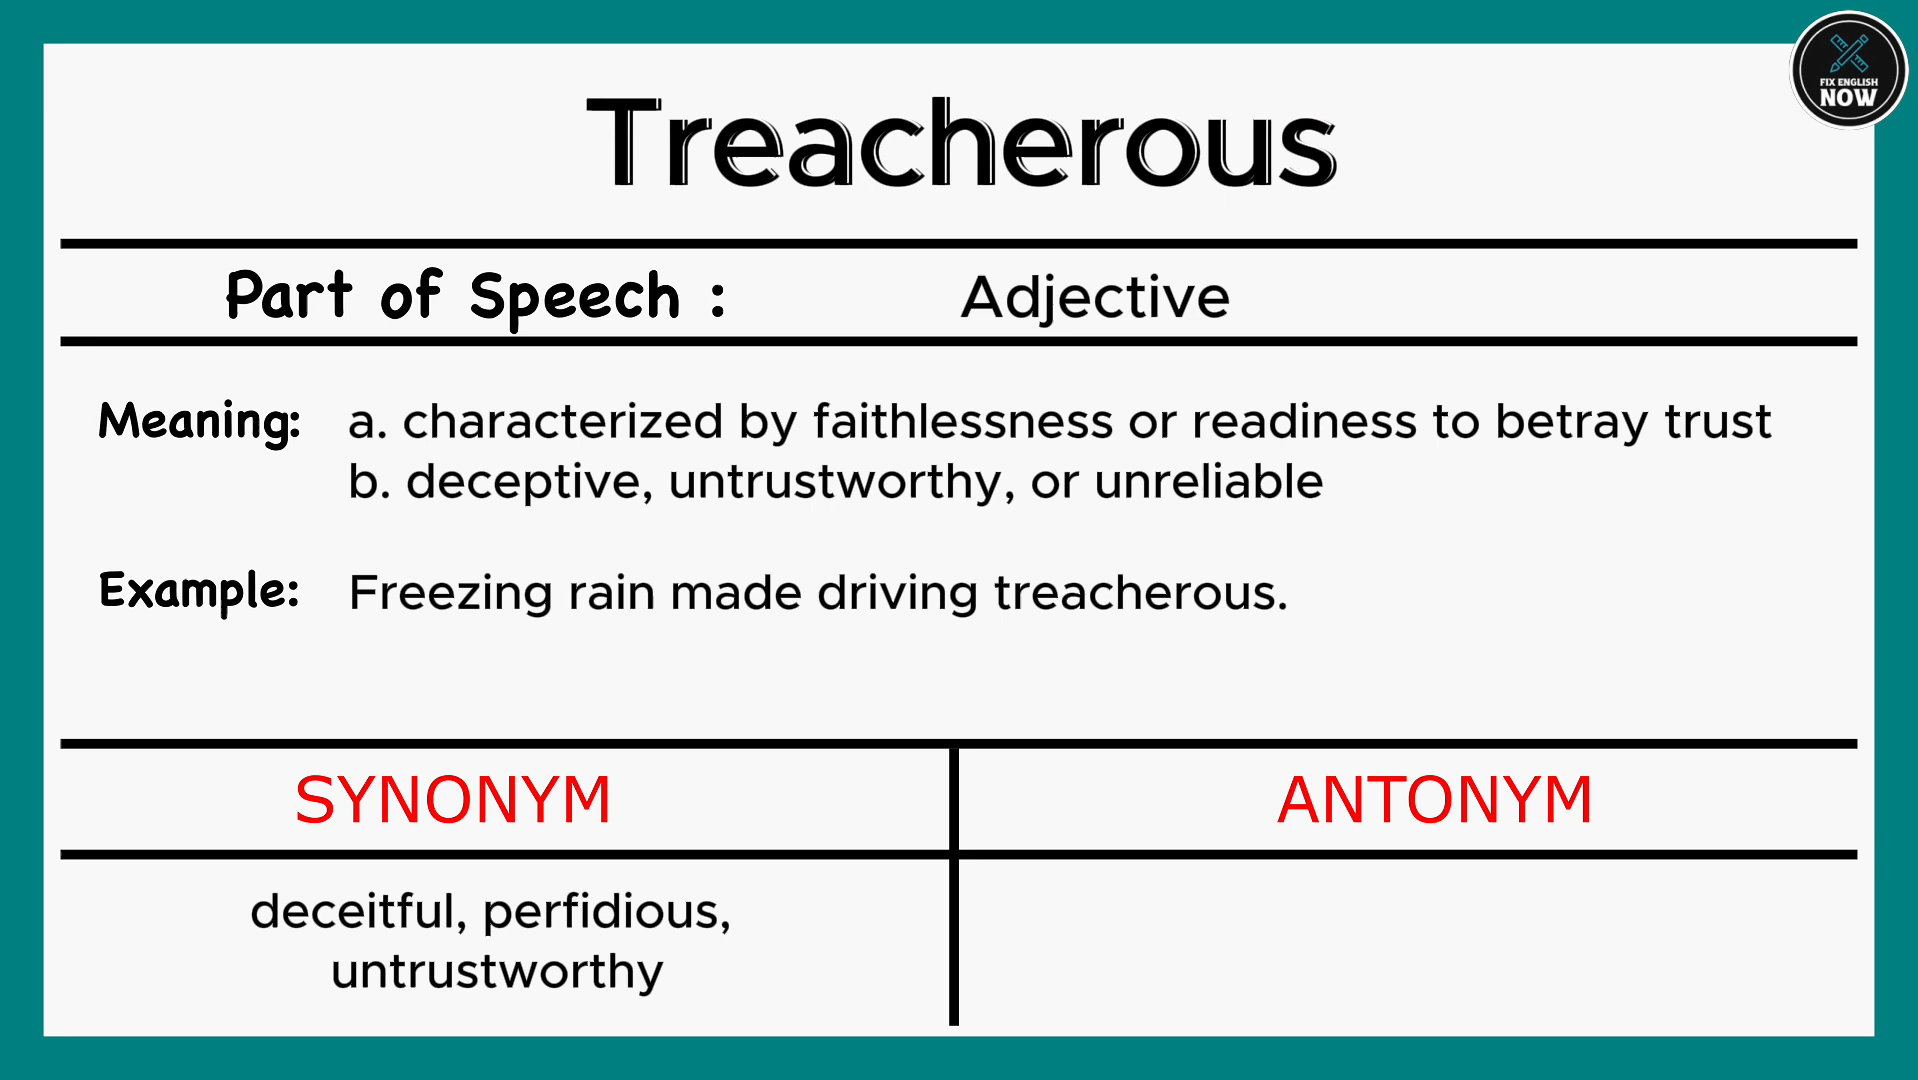 FIX ENGLISH
NOW
Treacherous
Part of Speech : Adjective
Meaning: a. characterized by faithlessness or readiness to betray trust
b. deceptive, untrustworthy, or unreliable
Example: Freezing rain made driving treacherous.
SYNONYM ANTONYM
deceitful, perfidious,
untrustworthy